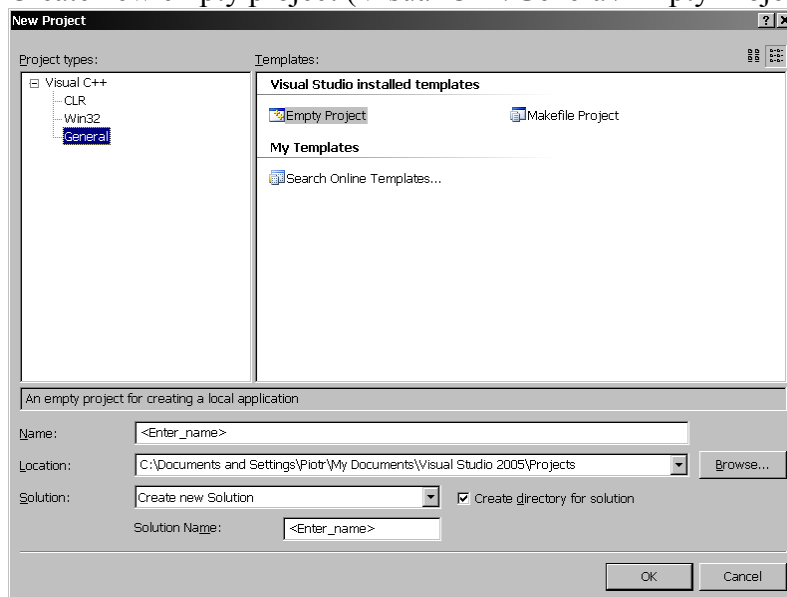 New Project
Project types:
Templates:
Visual C++
CLR
Win32
General
Visual Studio installed templates
Empty Project
Makefile Project
My Templates
Search Online Templates...
An empty project for creating a local application
Name:
<Enter_name>
Location:
C:\Documents and Settings\Piotr\My Documents\Visual Studio 2005\Projects
Browse...
Solution:
Create new Solution
Create directory for solution
Solution Name:
<Enter_name>
OK
Cancel